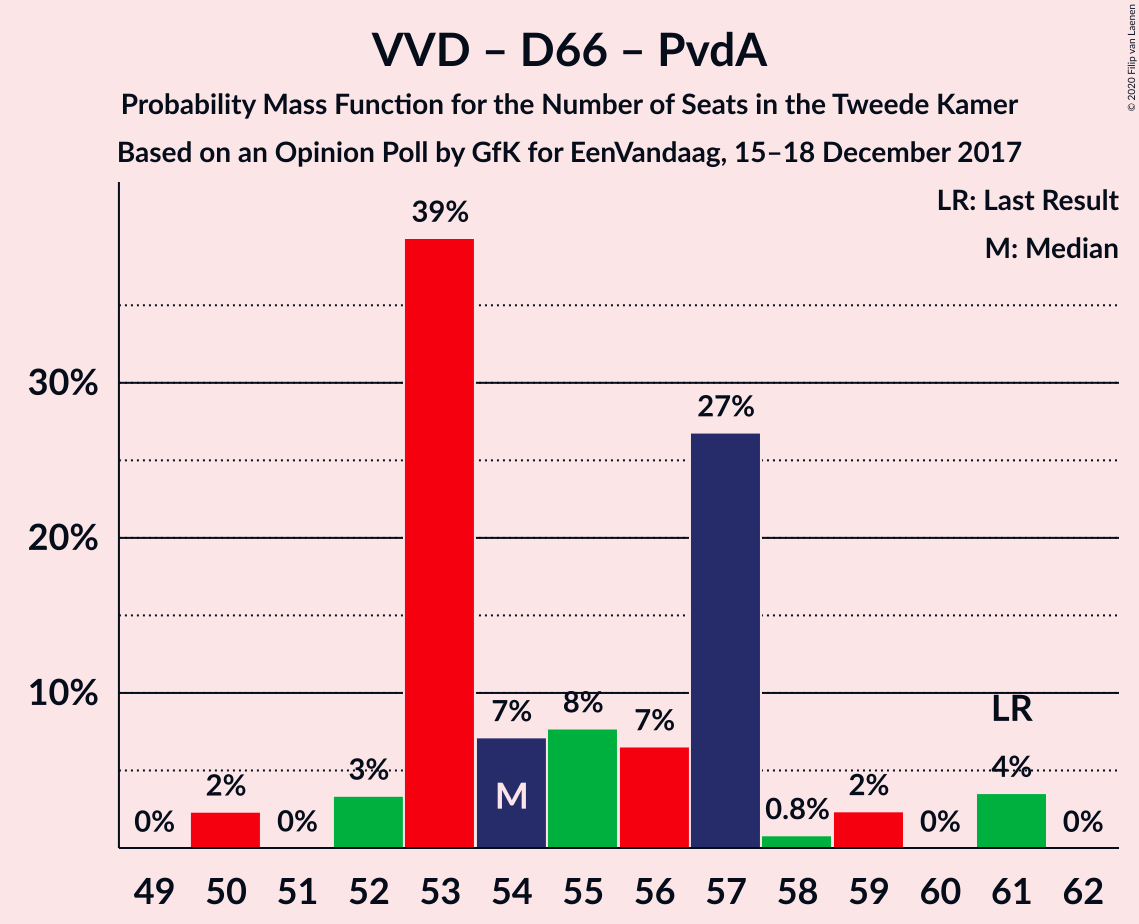 VVD – D66 – PvdA
Probability Mass Function for the Number of Seats in the Tweede Kamer
Based on an Opinion Poll by GfK for EenVandaag, 15–18 December 2017
© 2020 Filip van Laenen
LR: Last Result
M: Median
30%
20%
10%
0%
2%
0%
3%
39%
7%
8%
7%
27%
0.8%
2%
0%
4%
0%
LR
M
49 50 51 52 53 54 55 56 57 58 59 60 61 62